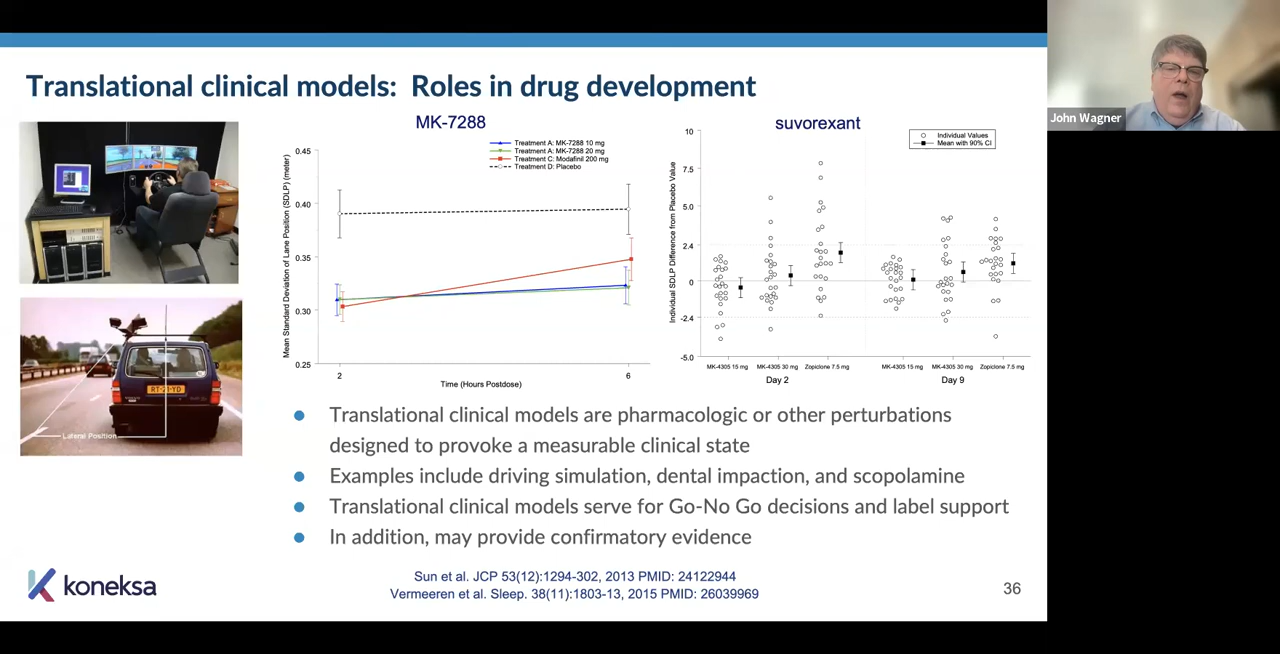 Translational clinical models: Roles in drug development
MK-7288
Treatment A: MK-7288 10 mg
Treatment A: MK-7288 20 mg
Treatment C: Modafinil 200 mg
Treatment D: Placebo
Mean Standard Deviation of Lane Position (SDLP) (meter)
0.45
0.40
0.35
0.30
0.25
2
6
Time (Hours Postdose)
suvorexant
Individual Values
Mean with 90% CI
Individual SDLP Difference from Placebo Value
10
7.5
5.0
2.4
0
-2.4
-5.0
MK-4305 15 mg MK-4305 30 mg Zopiclone 7.5 mg MK-4305 15 mg MK-4305 30 mg Zopiclone 7.5 mg
Day 2 Day 9
Lateral Position
Translational clinical models are pharmacologic or other perturbations
designed to provoke a measurable clinical state
Examples include driving simulation, dental impaction, and scopolamine
Translational clinical models serve for Go-No Go decisions and label support
In addition, may provide confirmatory evidence
Sun et al. JCP 53(12):1294-302, 2013 PMID: 24122944
Vermeeren et al. Sleep. 38(11):1803-13, 2015 PMID: 26039969
koneksa
36
John Wagner